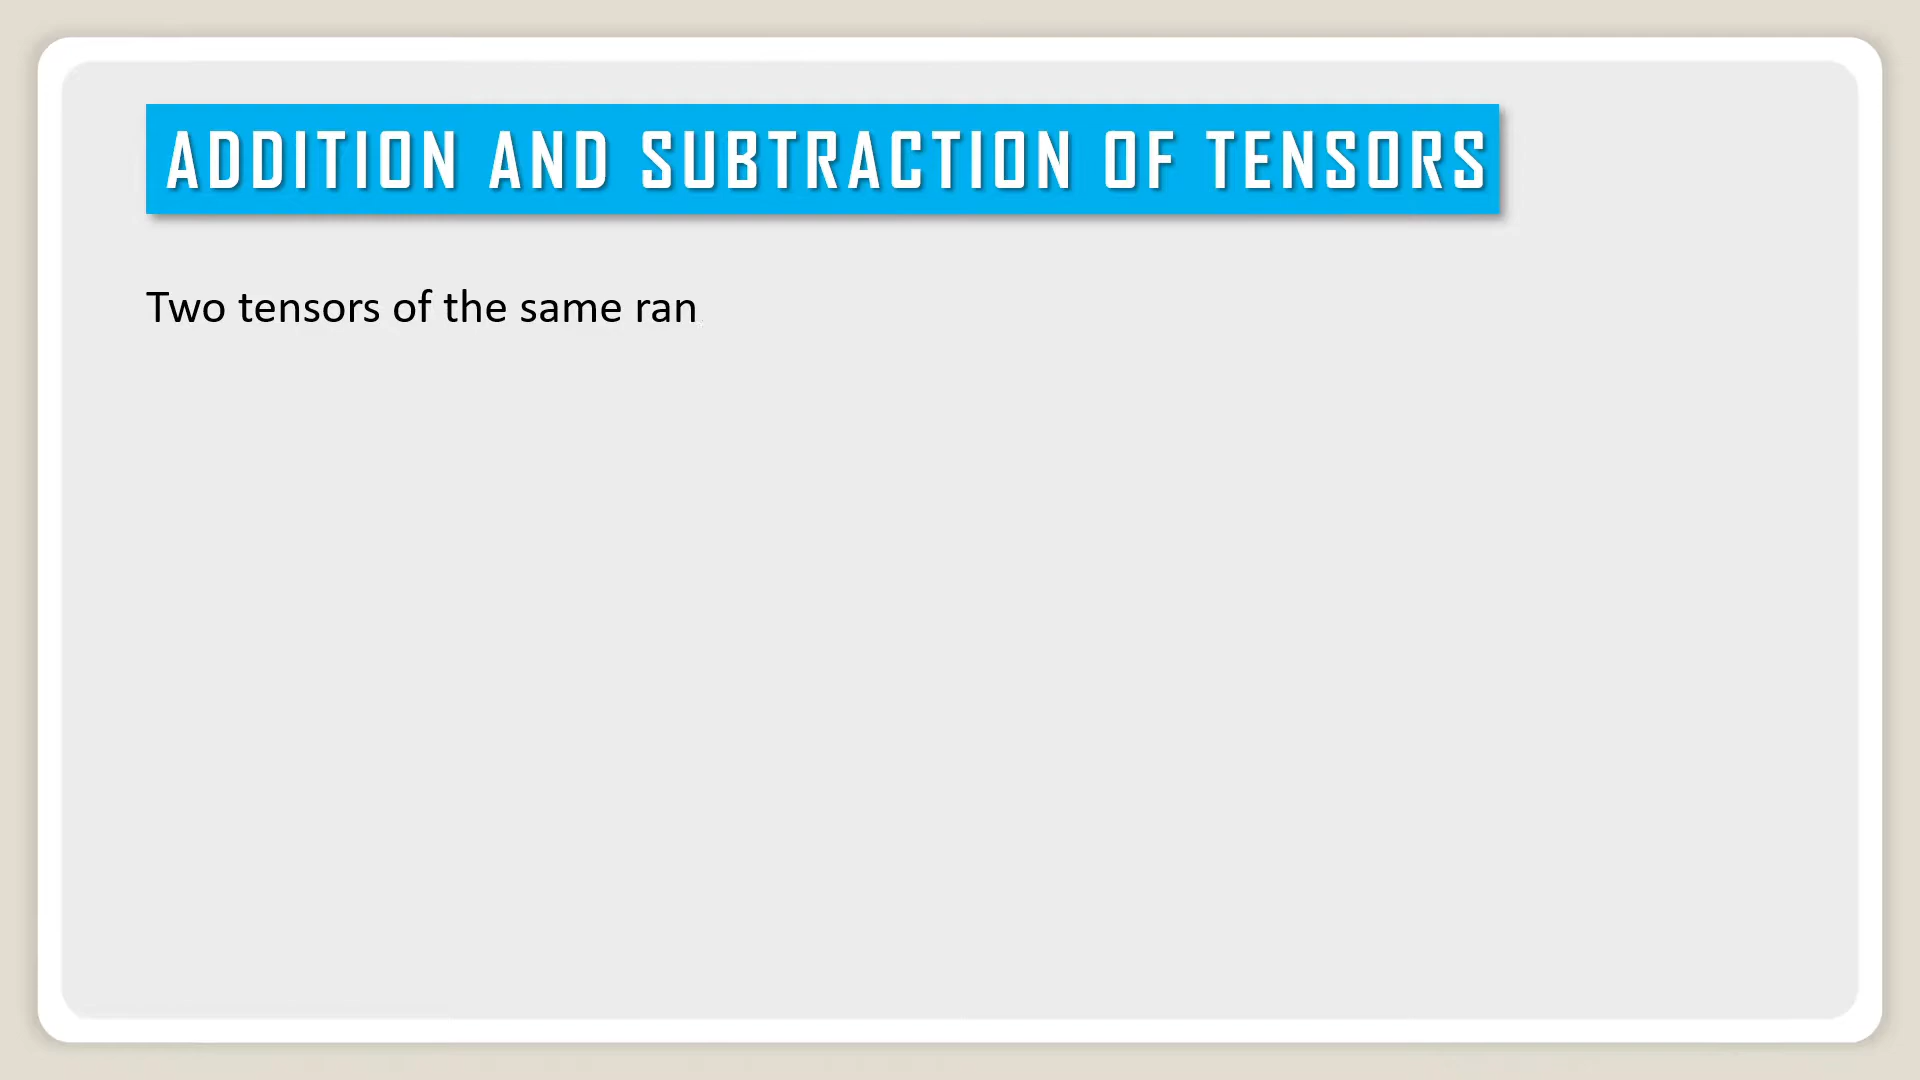 ADDITION AND SUBTRACTION OF TENSORS
Two tensors of the same ran